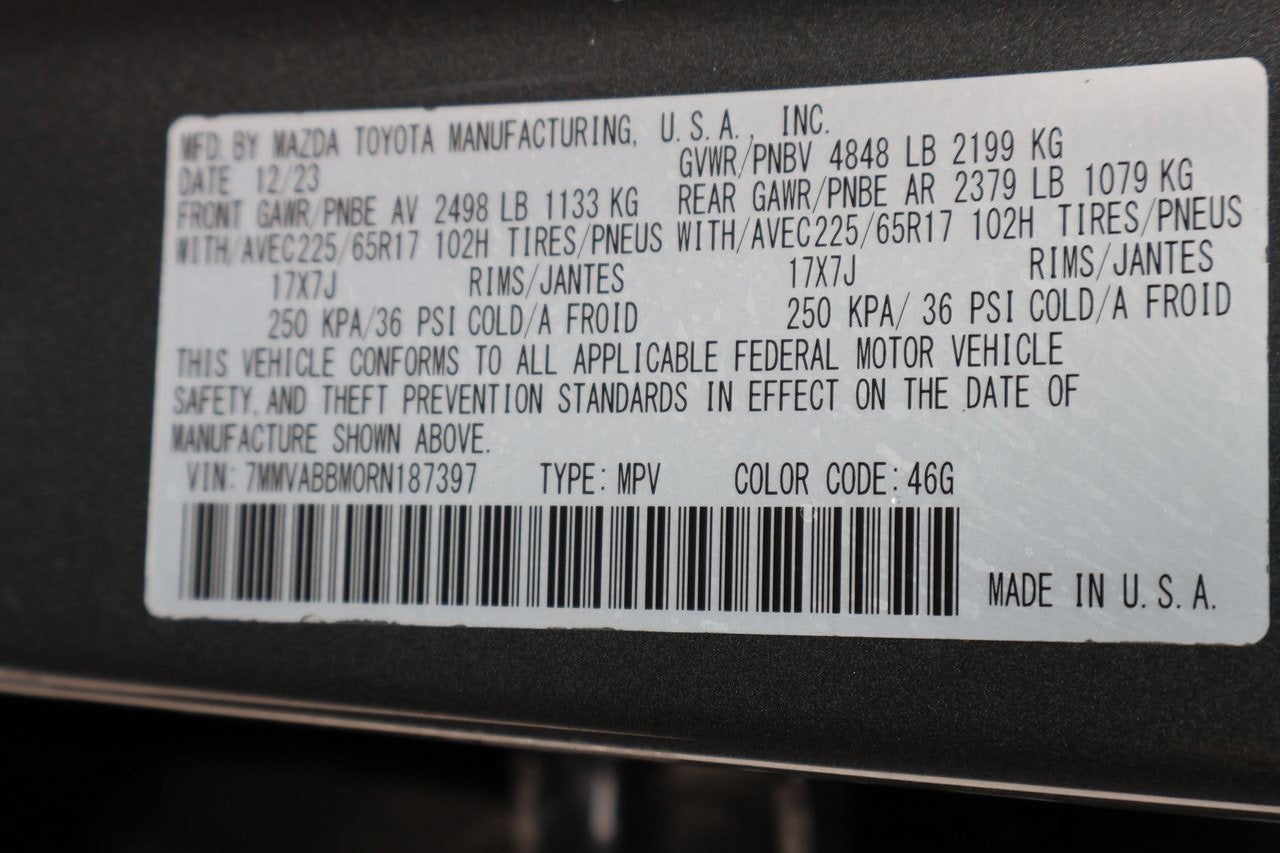 MFD. BY MAZDA TOYOTA MANUFACTURING, U.S.A., INC.
DATE 12/23 GVWR/PNBV 4848 LB 2199 KG
FRONT GAWR/PNBE AV 2498 LB 1133 KG REAR GAWR/PNBE AR 2379 LB 1079 KG
WITH/AVEC225/65R17 102H TIRES/PNEUS WITH/AVEC225/65R17 102H TIRES/PNEUS
17X7J RIMS/JANTES 17X7J RIMS/JANTES
250 KPA/36 PSI COLD/A FROID 250 KPA/ 36 PSI COLD/A FROID
THIS VEHICLE CONFORMS TO ALL APPLICABLE FEDERAL MOTOR VEHICLE
SAFETY, AND THEFT PREVENTION STANDARDS IN EFFECT ON THE DATE OF
MANUFACTURE SHOWN ABOVE.
VIN: 7MMVABBM0RN187397 TYPE: MPV COLOR CODE: 46G
MADE IN U.S.A.